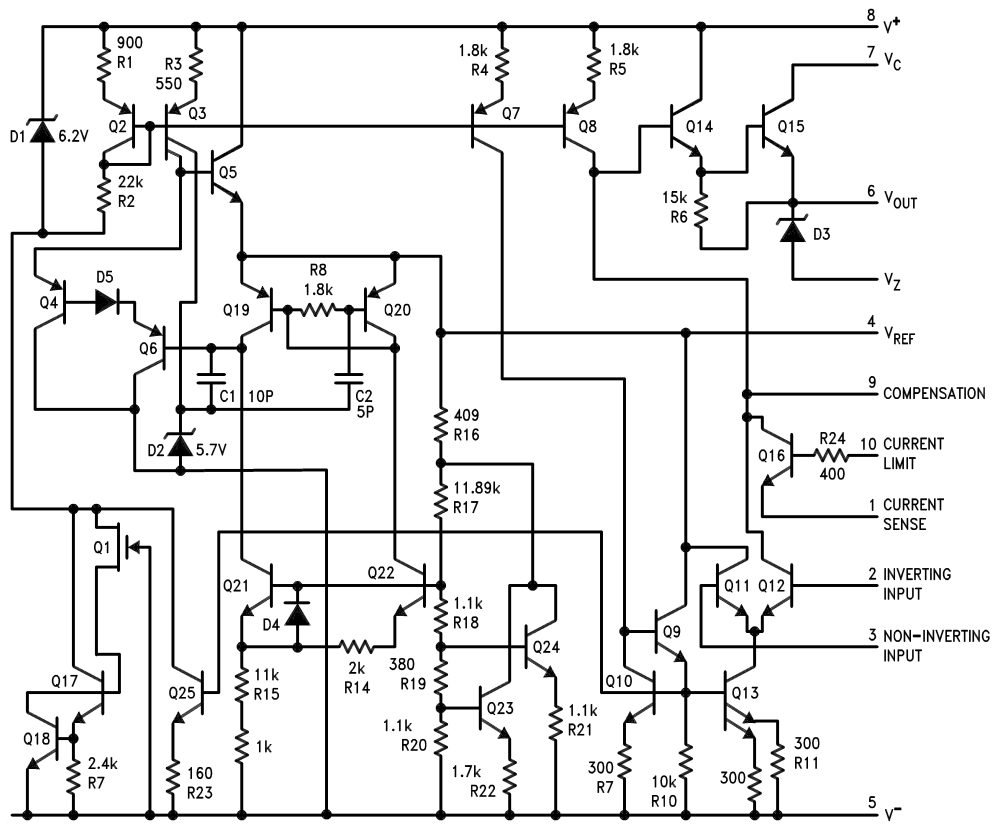 8 V+
900
R1
R3
550
1.8k
R4
1.8k
R5
7 VC
D1 6.2V
Q2
Q3
Q7
Q8
Q14
Q15
Q5
22k
R2
15k
R6
6 VOUT
D3
D5
R8
1.8k
VZ
Q4
Q19
Q20
Q6
4 VREF
C1 10P
C2
5P
9 COMPENSATION
409
R16
D2 5.7V
Q16
R24
400
10 CURRENT
LIMIT
11.89k
R17
1 CURRENT
SENSE
Q1
Q21
Q22
Q11
Q12
2 INVERTING
INPUT
D4
1.1k
R18
Q24
Q9
3 NON-INVERTING
INPUT
2k
R14
380
R19
Q17
Q25
11k
R15
Q10
Q13
Q23
Q18
1.1k
R20
1.1k
R21
2.4k
R7
1k
300
R11
160
R23
1.7k
R22
300
R7
10k
R10
300
5 V−